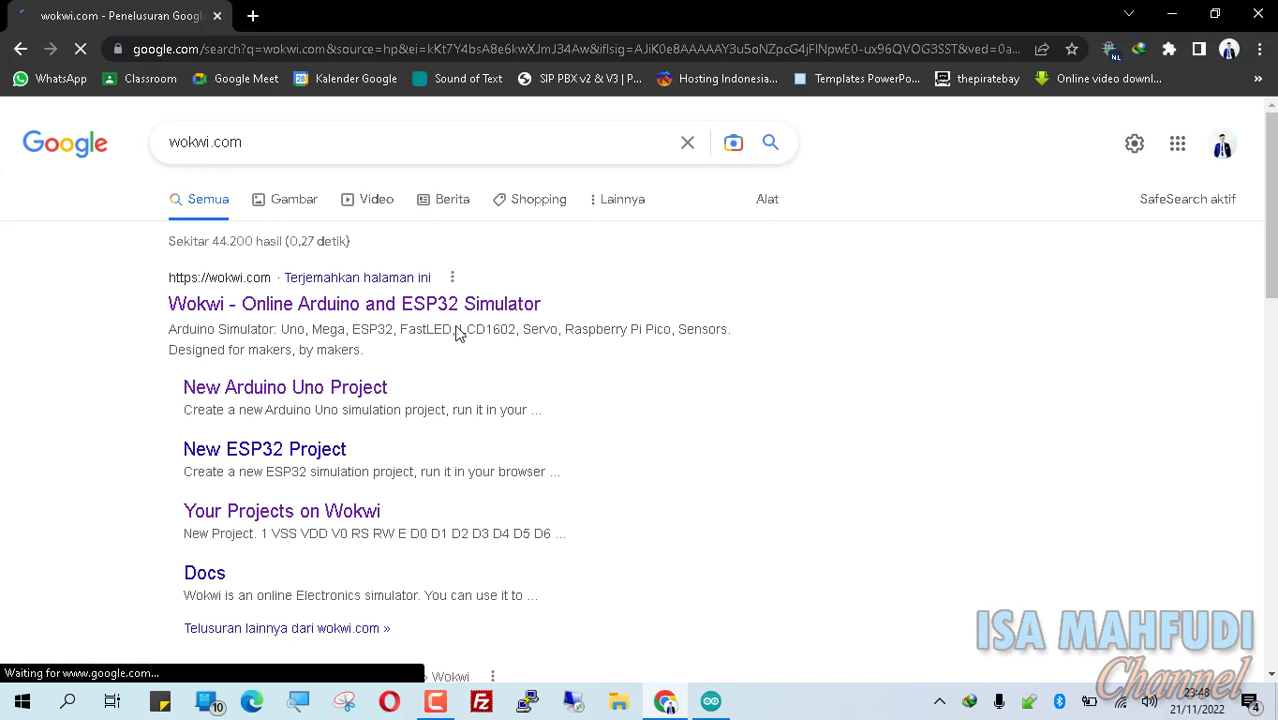 wokwi.com - Penelusuran Googl
google.com/search?q=wokwi.com&source=hp&ei=kKt7Y4bsA8e6kwXJmJ34Aw&iflsig=AJiK0e8AAAAAY3u5oNZpcG4jFlNpwE0-ux96QVOG3SST&ved=0a...
NL
WhatsApp
Classroom
Google Meet
Kalender Google
Sound of Text
SIP PBX v2 & V3 | P...
Hosting Indonesia...
Templates PowerPo...
thepiratebay
Online video downl...
Google
wokwi.com
Semua
Gambar
Video
Berita
Shopping
Lainnya
Alat
SafeSearch aktif
Sekitar 44.200 hasil (0,27 detik)
https://wokwi.com · Terjemahkan halaman ini
Wokwi - Online Arduino and ESP32 Simulator
Arduino Simulator: Uno, Mega, ESP32, FastLED, LCD1602, Servo, Raspberry Pi Pico, Sensors.
Designed for makers, by makers.
New Arduino Uno Project
Create a new Arduino Uno simulation project, run it in your ...
New ESP32 Project
Create a new ESP32 simulation project, run it in your browser ...
Your Projects on Wokwi
New Project. 1 VSS VDD V0 RS RW E D0 D1 D2 D3 D4 D5 D6 ...
Docs
Wokwi is an online Electronics simulator. You can use it to ...
Telusuran lainnya dari wokwi.com »
› Wokwi
Waiting for www.google.com...
ISA MAHFUDI
Channel
10
23:48
21/11/2022
4